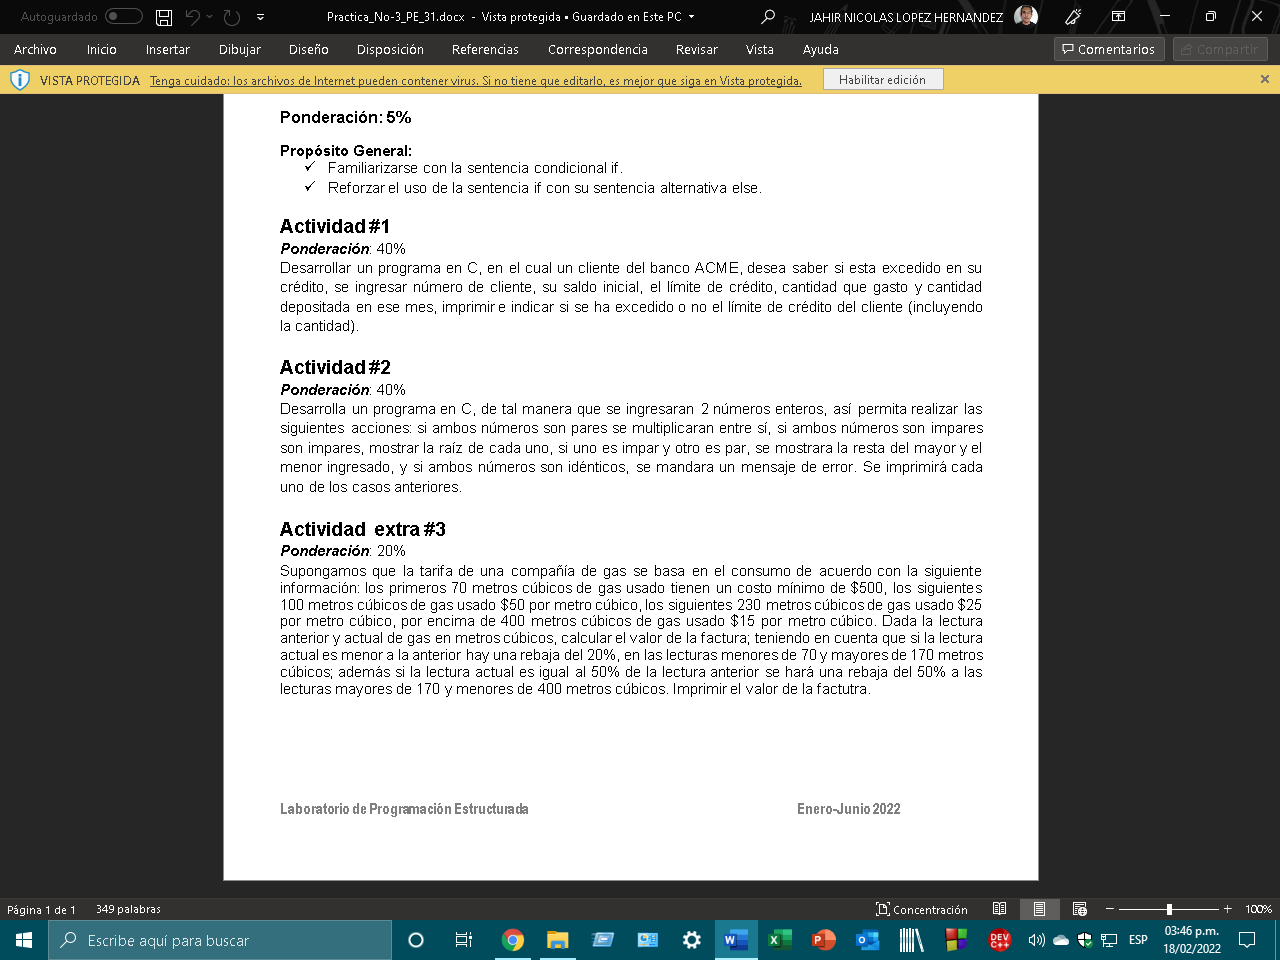 Autoguardado Practica_No-3_PE_31.docx - Vista protegida • Guardado en Este PC JAHIR NICOLAS LOPEZ HERNANDEZ
Archivo Inicio Insertar Dibujar Diseño Disposición Referencias Correspondencia Revisar Vista Ayuda Comentarios Compartir
VISTA PROTEGIDA Tenga cuidado: los archivos de Internet pueden contener virus. Si no tiene que editarlo, es mejor que siga en Vista protegida. Habilitar edición
Ponderación: 5%
Propósito General:
✓ Familiarizarse con la sentencia condicional if.
✓ Reforzar el uso de la sentencia if con su sentencia alternativa else.
Actividad #1
Ponderación: 40%
Desarrollar un programa en C, en el cual un cliente del banco ACME, desea saber si esta excedido en su
crédito, se ingresar número de cliente, su saldo inicial, el límite de crédito, cantidad que gasto y cantidad
depositada en ese mes, imprimir e indicar si se ha excedido o no el límite de crédito del cliente (incluyendo
la cantidad).
Actividad #2
Ponderación: 40%
Desarrolla un programa en C, de tal manera que se ingresaran 2 números enteros, así permita realizar las
siguientes acciones: si ambos números son pares se multiplicaran entre sí, si ambos números son impares
son impares, mostrar la raíz de cada uno, si uno es impar y otro es par, se mostrara la resta del mayor y el
menor ingresado, y si ambos números son idénticos, se mandara un mensaje de error. Se imprimirá cada
uno de los casos anteriores.
Actividad extra #3
Ponderación: 20%
Supongamos que la tarifa de una compañía de gas se basa en el consumo de acuerdo con la siguiente
información: los primeros 70 metros cúbicos de gas usado tienen un costo mínimo de $500, los siguientes
100 metros cúbicos de gas usado $50 por metro cúbico, los siguientes 230 metros cúbicos de gas usado $25
por metro cúbico, por encima de 400 metros cúbicos de gas usado $15 por metro cúbico. Dada la lectura
anterior y actual de gas en metros cúbicos, calcular el valor de la factura; teniendo en cuenta que si la lectura
actual es menor a la anterior hay una rebaja del 20%, en las lecturas menores de 70 y mayores de 170 metros
cúbicos; además si la lectura actual es igual al 50% de la lectura anterior se hará una rebaja del 50% a las
lecturas mayores de 170 y menores de 400 metros cúbicos. Imprimir el valor de la factutra.
Laboratorio de Programación Estructurada Enero-Junio 2022
Página 1 de 1 349 palabras Concentración 100%
Escribe aquí para buscar DEV C++ ESP 03:46 p.m.
18/02/2022